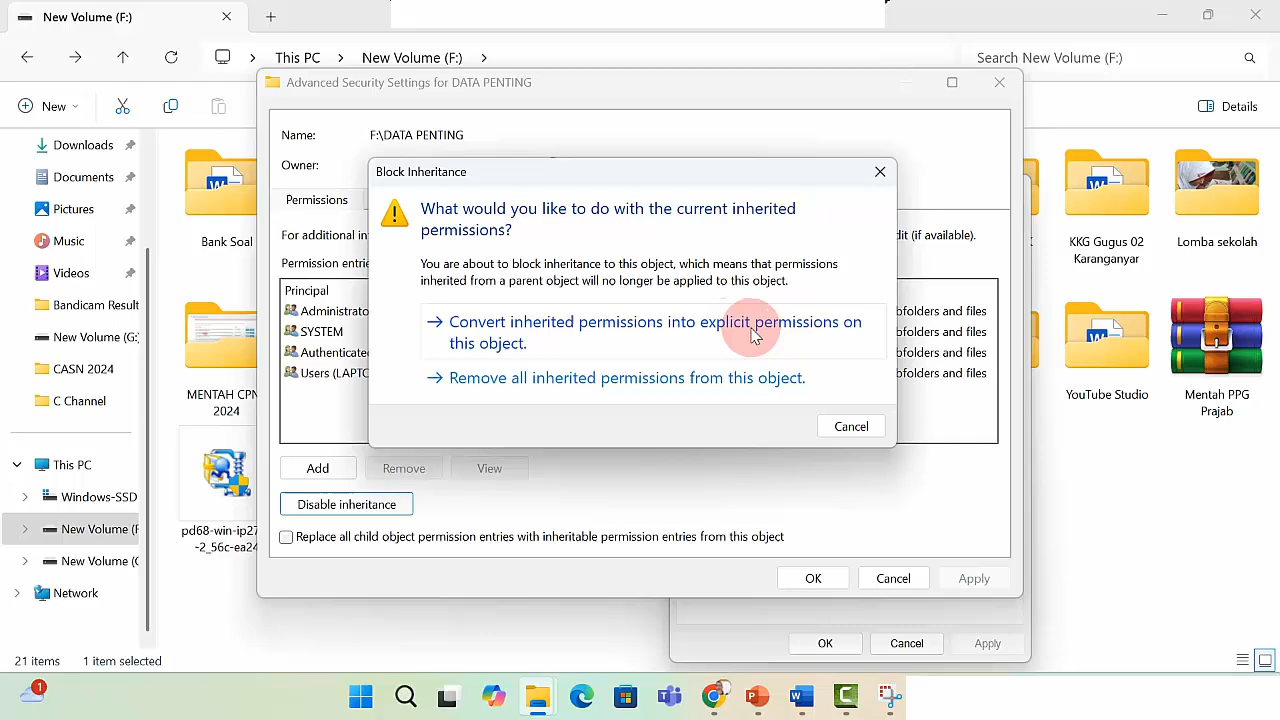 New Volume (F:)
This PC > New Volume (F:) >
Search New Volume (F:)
New
Details
Advanced Security Settings for DATA PENTING
Name: F:\DATA PENTING
Owner:
Permissions
For additional in
dit (if available).
Permission entrie
Principal
Administrato
SYSTEM
Authenticated
Users (LAPTO
bfolders and files
bfolders and files
bfolders and files
bfolders and files
Block Inheritance
What would you like to do with the current inherited
permissions?
You are about to block inheritance to this object, which means that permissions
inherited from a parent object will no longer be applied to this object.
Convert inherited permissions into explicit permissions on
this object.
Remove all inherited permissions from this object.
Cancel
Add
Remove
View
Disable inheritance
Replace all child object permission entries with inheritable permission entries from this object
OK
Cancel
Apply
OK
Cancel
Apply
Downloads
Documents
Pictures
Music
Videos
Bandicam Result
New Volume (G:
CASN 2024
C Channel
This PC
Windows-SSD
New Volume (F
New Volume (G
Network
Bank Soal
MENTAH CPN
2024
pd68-win-ip27
-2_56c-ea24
KKG Gugus 02
Karanganyar
Lomba sekolah
YouTube Studio
Mentah PPG
Prajab
21 items
1 item selected
1